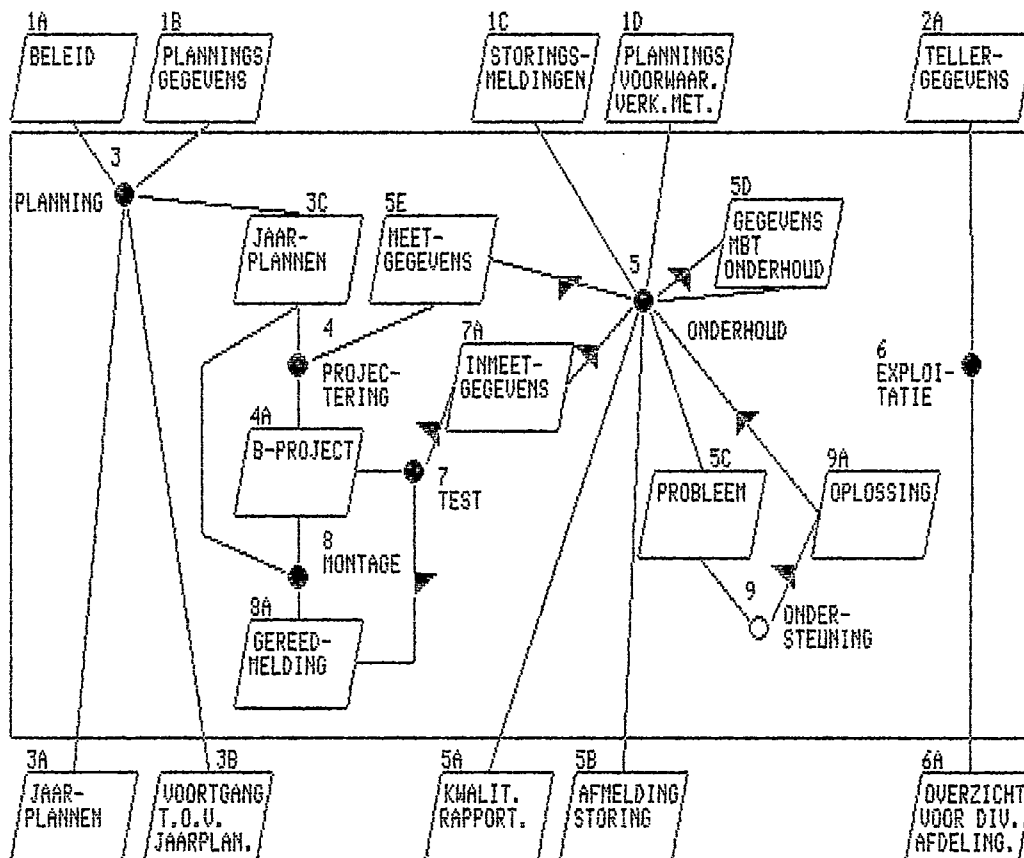 1A
BELEID
1B
PLANNINGS
GEGEVENS
1C
STORINGS-
MELDINGEN
1D
PLANNINGS
VOORWAAR.
VERK.MET.
2A
TELLER-
GEGEVENS
3
PLANNING
3C
JAAR-
PLANNEN
5E
MEET-
GEGEVENS
5D
GEGEVENS
MBT
ONDERHOUD
5
ONDERHOUD
4
PROJEC-
TERING
7A
INMEET-
GEGEVENS
6
EXPLOI-
TATIE
4A
B-PROJECT
7
TEST
5C
PROBLEEM
9A
OPLOSSING
8
MONTAGE
8A
GEREED-
MELDING
9
ONDER-
STEUNING
3A
JAAR-
PLANNEN
3B
VOORTGANG
T.O.V.
JAARPLAN.
5A
KWALIT.
RAPPORT.
5B
AFMELDING
STORING
6A
OVERZICHT
VOOR DIV.
AFDELING.